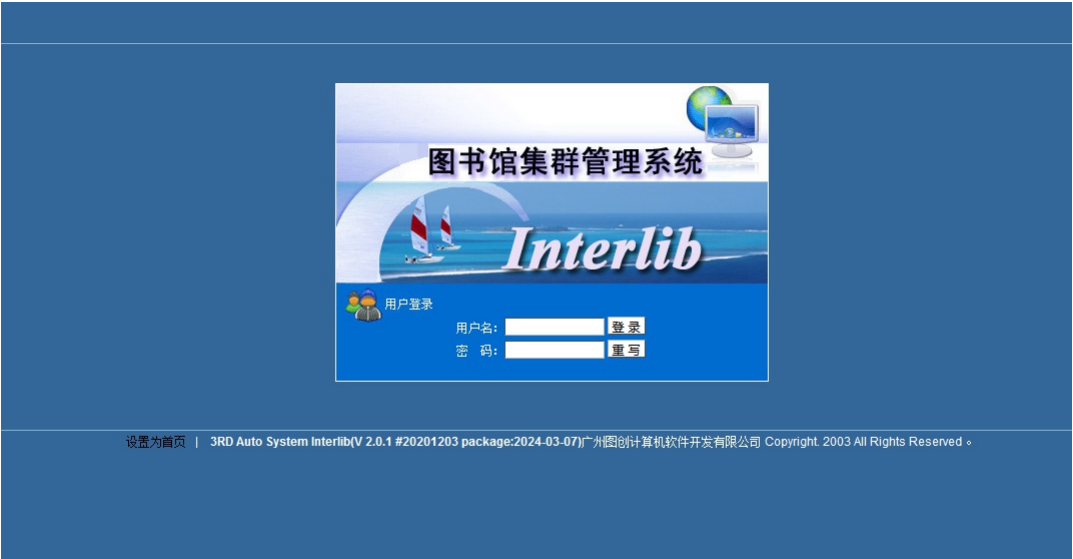 图书馆集群管理系统
Interlib
用户登录
用户名: 登 录
密 码: 重 写
设置为首页 | 3RD Auto System Interlib(V 2.0.1 #20201203 package:2024-03-07)广州图创计算机软件开发有限公司 Copyright. 2003 All Rights Reserved 。